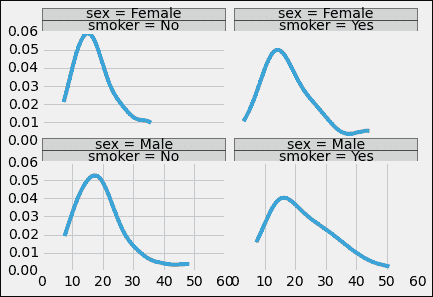 sex = Female
sex = Female
smoker = No
smoker = Yes
0.06
0.05
0.04
0.03
0.02
0.01
0.00
sex = Male
sex = Male
smoker = No
smoker = Yes
0.06
0.05
0.04
0.03
0.02
0.01
0.00
0 10 20 30 40 50 60
0 10 20 30 40 50 60